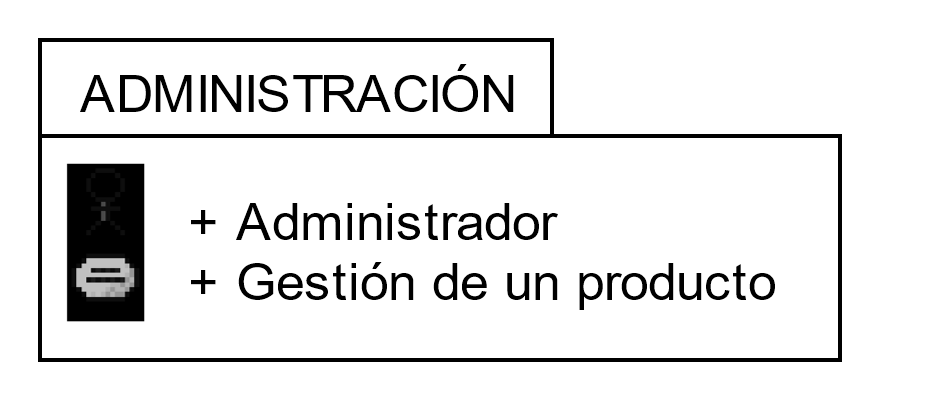 ADMINISTRACIÓN
+ Administrador
+ Gestión de un producto